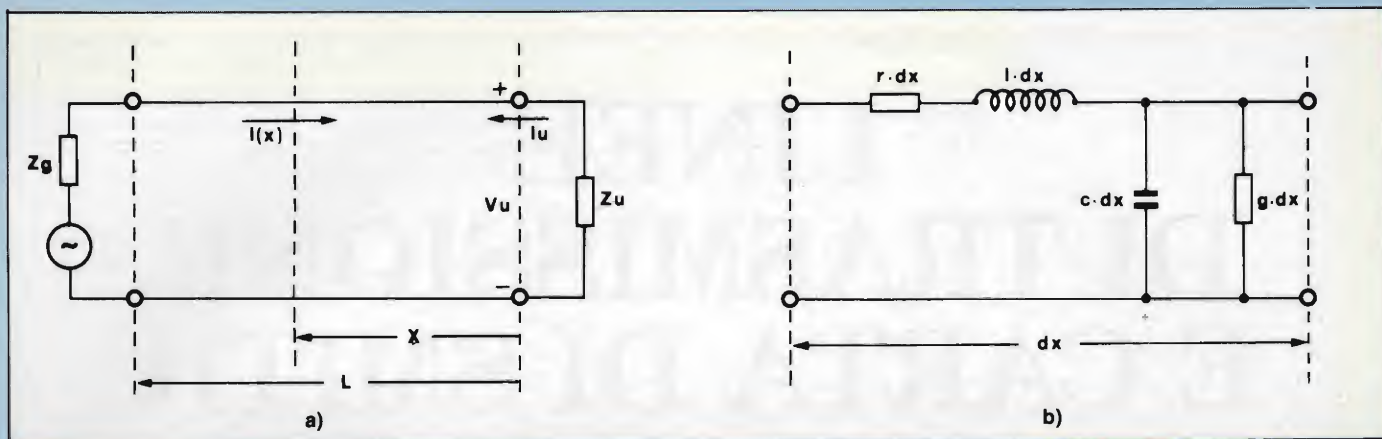 Zg
~
I(x)
+
Iu
Vu
Zu
−
X
L
a)
r·dx
l·dx
c·dx
g·dx
dx
b)